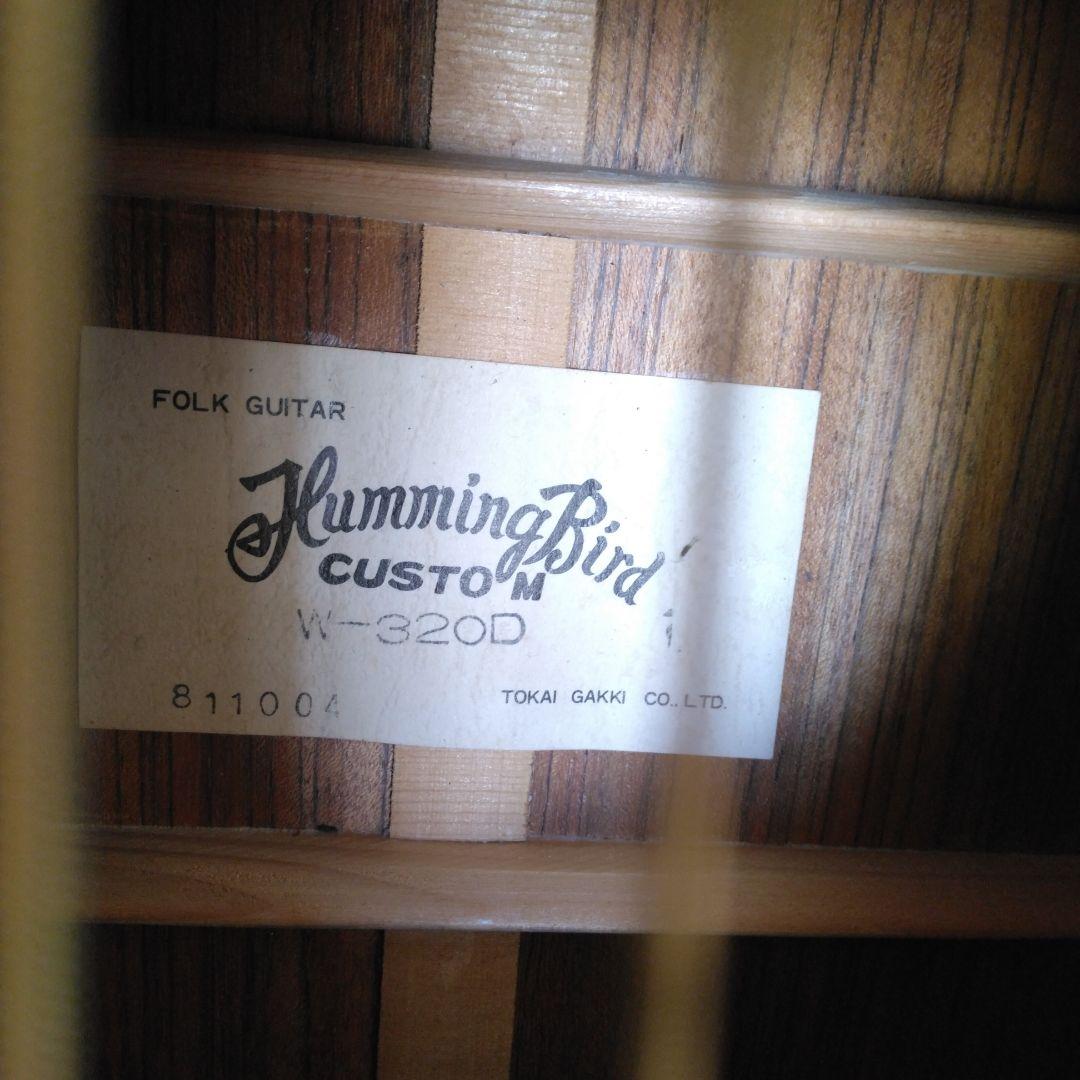 FOLK GUITAR
HummingBird
CUSTOM
W-320D
811004
TOKAI GAKKI CO., LTD.